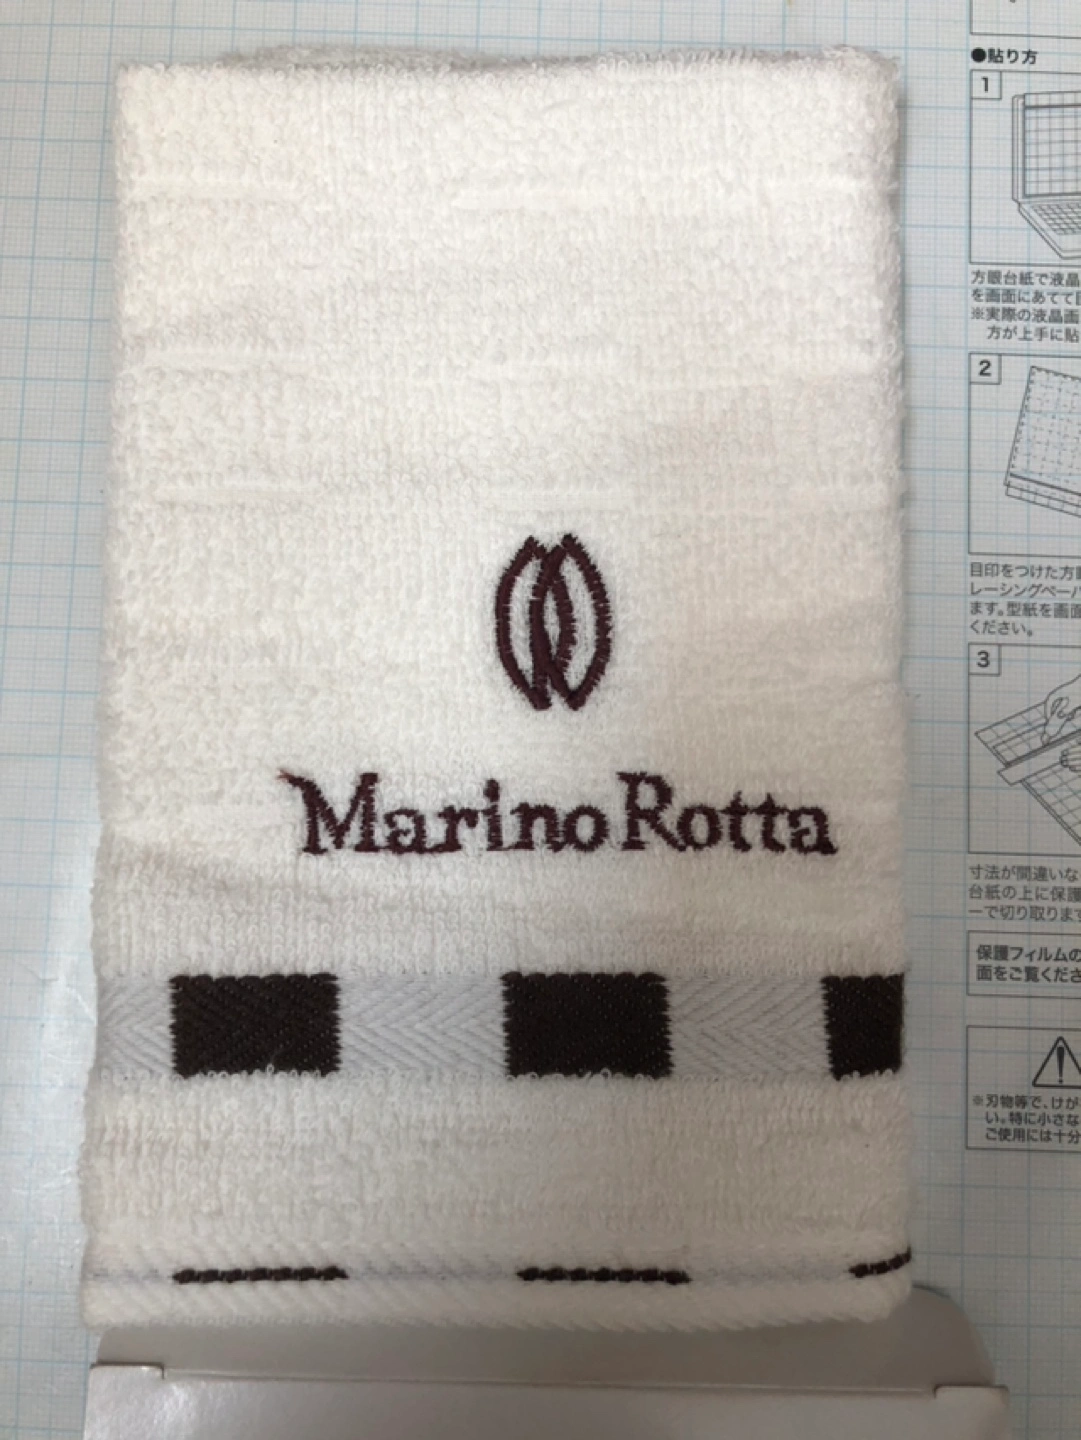 Marino Rotta
●貼り方
1
方眼台紙で液晶
を画面にあてて
※実際の液晶画
方が上手に貼
2
目印をつけた方
レーシングペーパ
ます。型紙を画面
ください。
3
寸法が間違いな
台紙の上に保護
ーで切り取ります
保護フィルムの
面をご覧くださ
※刃物等で、けが
い。特に小さな
ご使用には十分